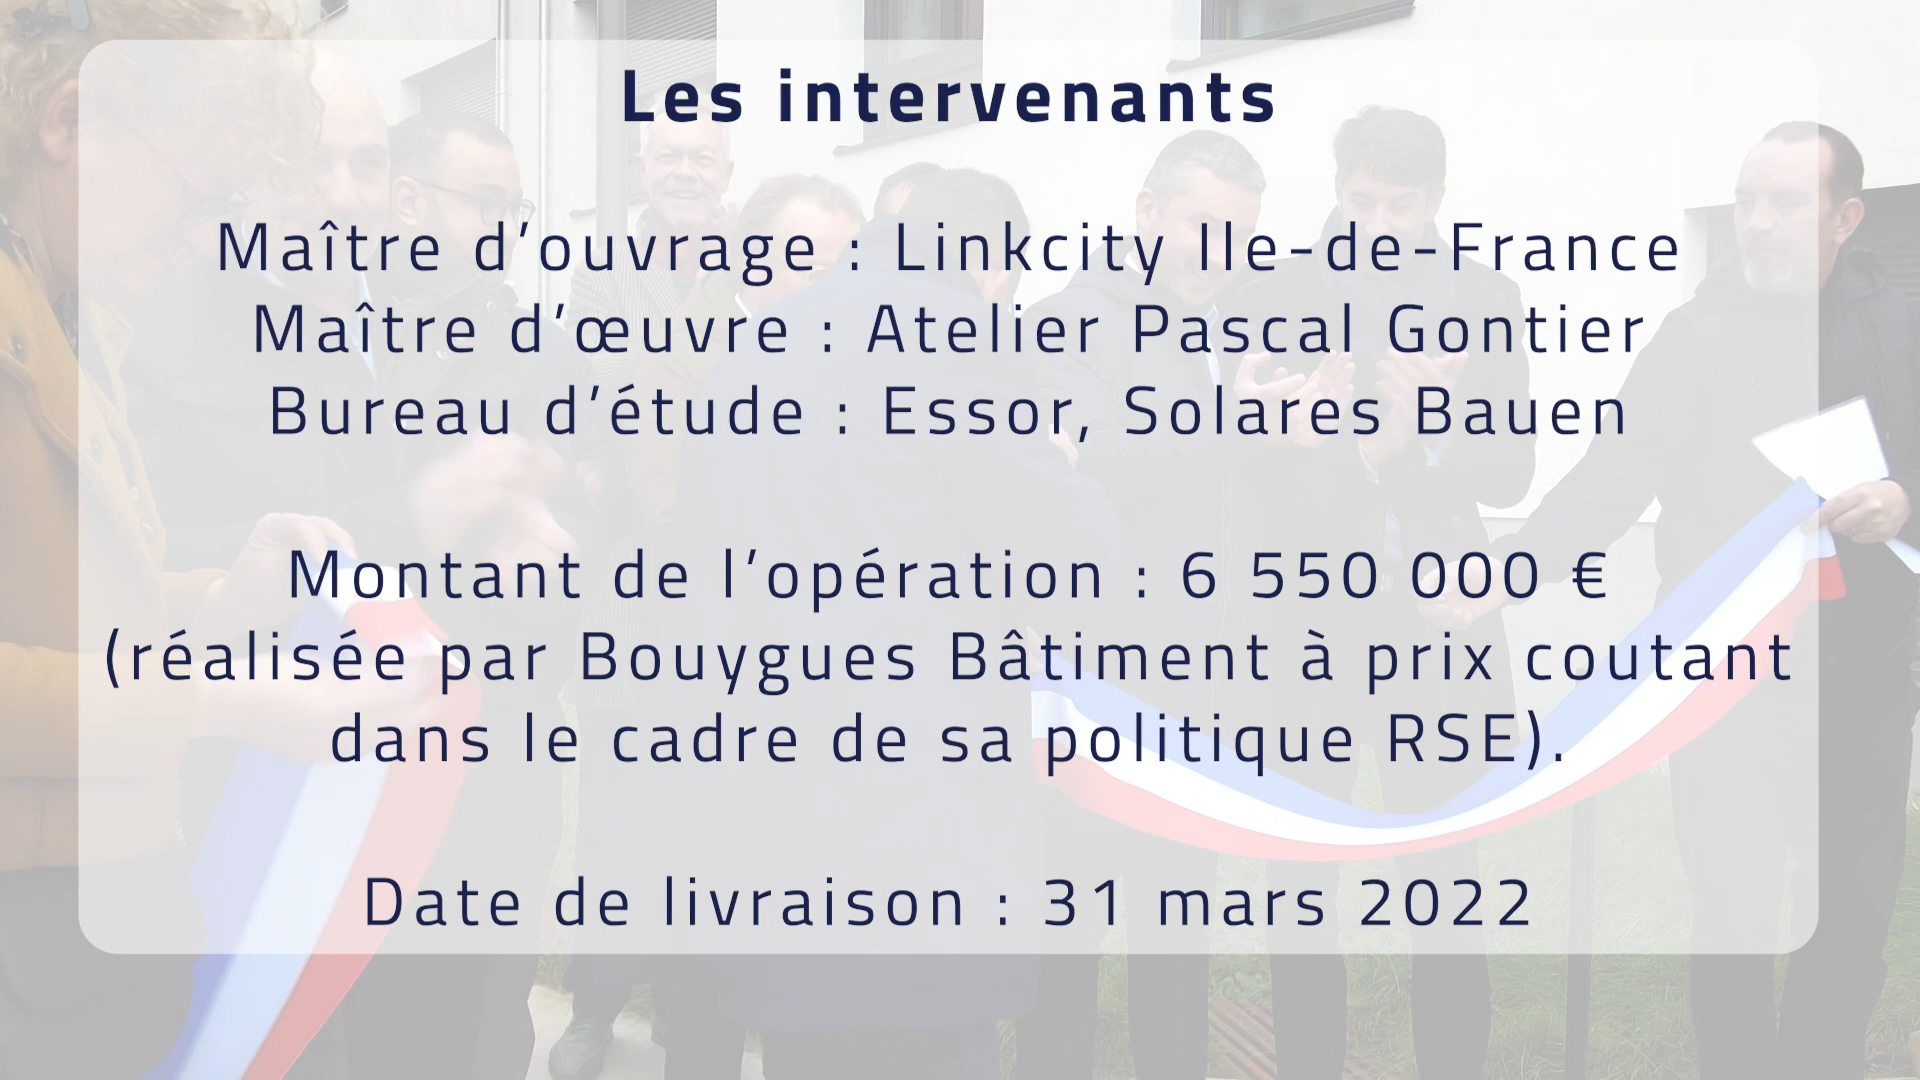 Les intervenants
Maître d’ouvrage : Linkcity Ile-de-France
Maître d’œuvre : Atelier Pascal Gontier
Bureau d’étude : Essor, Solares Bauen
Montant de l’opération : 6 550 000 €
(réalisée par Bouygues Bâtiment à prix coutant
dans le cadre de sa politique RSE).
Date de livraison : 31 mars 2022